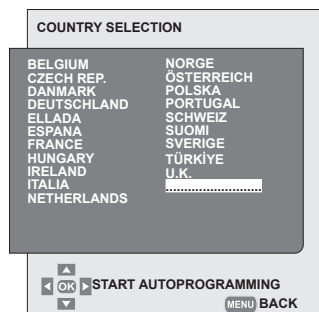 COUNTRY SELECTION
BELGIUM
CZECH REP.
DANMARK
DEUTSCHLAND
ELLADA
ESPANA
FRANCE
HUNGARY
IRELAND
ITALIA
NETHERLANDS
NORGE
ÖSTERREICH
POLSKA
PORTUGAL
SCHWEIZ
SUOMI
SVERIGE
TÜRKİYE
U.K.
..........................
OK START AUTOPROGRAMMING
MENU BACK